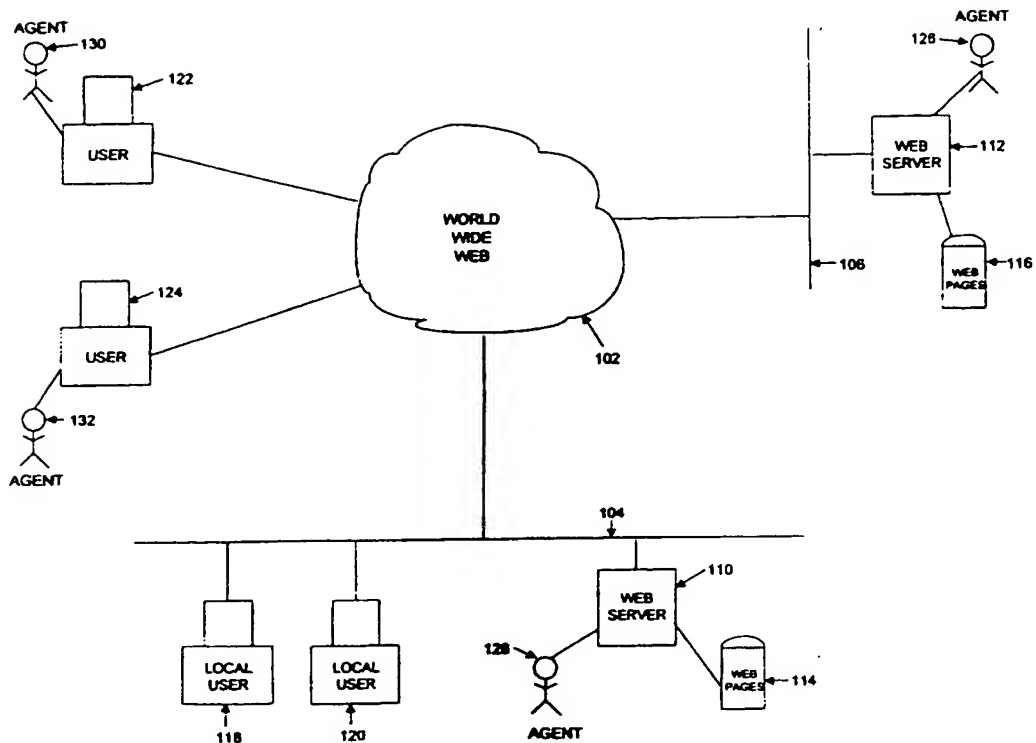 AGENT
130
122
USER
AGENT
126
WEB
SERVER
112
WEB
PAGES
116
106
WORLD
WIDE
WEB
102
124
USER
132
AGENT
104
LOCAL
USER
118
LOCAL
USER
120
WEB
SERVER
110
128
AGENT
WEB
PAGES
114